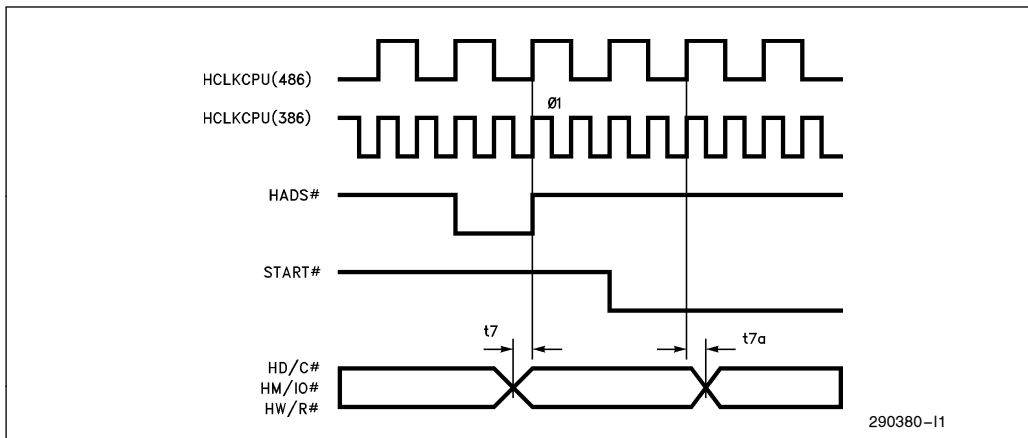 HCLKCPU(486)
Ø1
HCLKCPU(386)
HADS#
START#
t7
t7a
HD/C#
HM/IO#
HW/R#
290380–I1